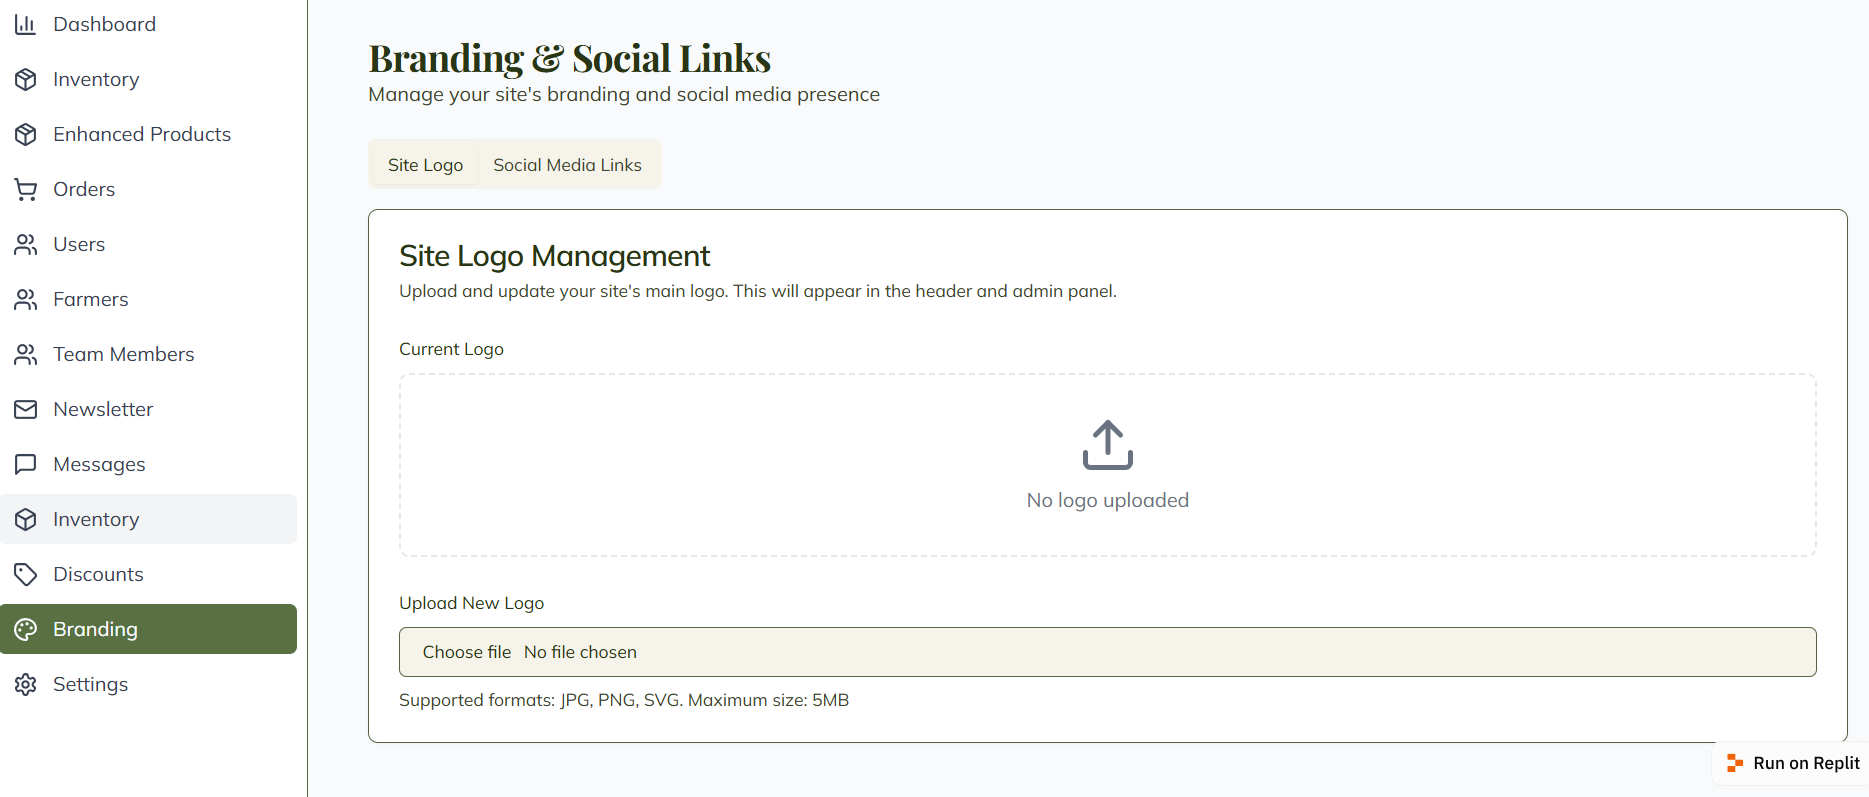 Dashboard
Inventory
Enhanced Products
Orders
Users
Farmers
Team Members
Newsletter
Messages
Inventory
Discounts
Branding
Settings
Branding & Social Links
Manage your site's branding and social media presence
Site Logo
Social Media Links
Site Logo Management
Upload and update your site's main logo. This will appear in the header and admin panel.
Current Logo
No logo uploaded
Upload New Logo
Choose file No file chosen
Supported formats: JPG, PNG, SVG. Maximum size: 5MB
Run on Replit